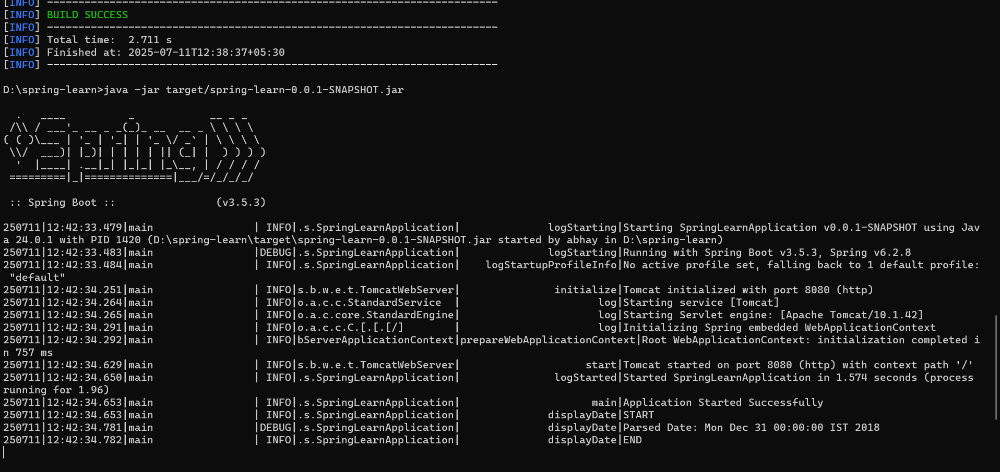 [INFO] ------------------------------------------------------------------------
[INFO] BUILD SUCCESS
[INFO] ------------------------------------------------------------------------
[INFO] Total time:  2.711 s
[INFO] Finished at: 2025-07-11T12:38:37+05:30
[INFO] ------------------------------------------------------------------------

D:\spring-learn>java -jar target/spring-learn-0.0.1-SNAPSHOT.jar

  .   ____          _            __ _ _
 /\\ / ___'_ __ _ _(_)_ __  __ _ \ \ \ \
( ( )\___ | '_ | '_| | '_ \/ _` | \ \ \ \
 \\/  ___)| |_)| | | | | || (_| |  ) ) ) )
  '  |____| .__|_| |_|_| |_\__, | / / / /
 =========|_|==============|___/=/_/_/_/

 :: Spring Boot ::                (v3.5.3)

250711|12:42:33.479|main                | INFO|.s.SpringLearnApplication|              logStarting|Starting SpringLearnApplication v0.0.1-SNAPSHOT using Jav
a 24.0.1 with PID 1420 (D:\spring-learn\target\spring-learn-0.0.1-SNAPSHOT.jar started by abhay in D:\spring-learn)
250711|12:42:33.483|main                |DEBUG|.s.SpringLearnApplication|              logStarting|Running with Spring Boot v3.5.3, Spring v6.2.8
250711|12:42:33.484|main                | INFO|.s.SpringLearnApplication|    logStartupProfileInfo|No active profile set, falling back to 1 default profile:
 "default"
250711|12:42:34.251|main                | INFO|s.b.w.e.t.TomcatWebServer|               initialize|Tomcat initialized with port 8080 (http)
250711|12:42:34.264|main                | INFO|o.a.c.c.StandardService  |                      log|Starting service [Tomcat]
250711|12:42:34.265|main                | INFO|o.a.c.core.StandardEngine|                      log|Starting Servlet engine: [Apache Tomcat/10.1.42]
250711|12:42:34.291|main                | INFO|o.a.c.c.C.[.[.[/]        |                      log|Initializing Spring embedded WebApplicationContext
250711|12:42:34.292|main                | INFO|bServerApplicationContext|prepareWebApplicationContext|Root WebApplicationContext: initialization completed i
n 757 ms
250711|12:42:34.629|main                | INFO|s.b.w.e.t.TomcatWebServer|                    start|Tomcat started on port 8080 (http) with context path '/'
250711|12:42:34.650|main                | INFO|.s.SpringLearnApplication|               logStarted|Started SpringLearnApplication in 1.574 seconds (process
running for 1.96)
250711|12:42:34.653|main                | INFO|.s.SpringLearnApplication|                     main|Application Started Successfully
250711|12:42:34.653|main                | INFO|.s.SpringLearnApplication|              displayDate|START
250711|12:42:34.781|main                |DEBUG|.s.SpringLearnApplication|              displayDate|Parsed Date: Mon Dec 31 00:00:00 IST 2018
250711|12:42:34.782|main                | INFO|.s.SpringLearnApplication|              displayDate|END